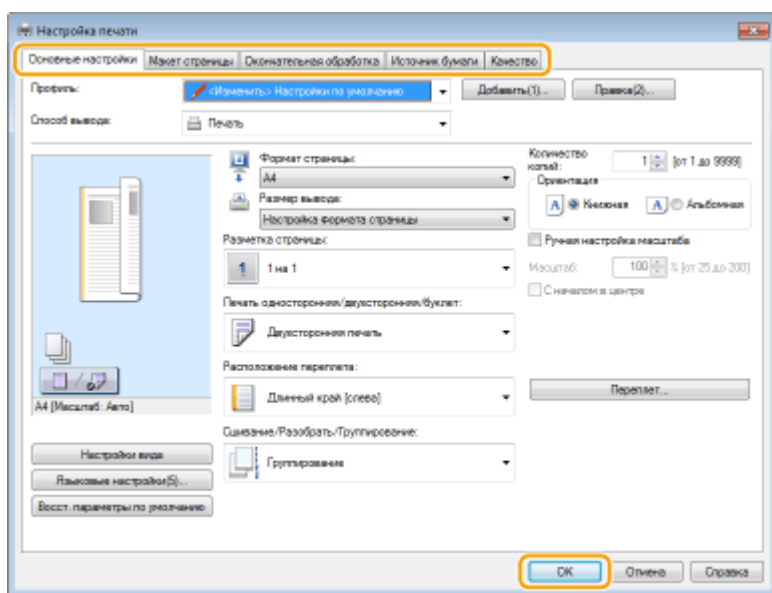 Настройка печати
Основные настройки Макет страницы Окончательная обработка Источник бумаги Качество
Профиль: <Изменить> Настройки по умолчанию Добавить(1)... Правка(2)...
Способ вывода: Печать
Формат страницы:
A4
Размер вывода:
Настройка формата страницы
Разметка страницы:
1 на 1
Печать односторонняя/двухсторонняя/буклет:
Двухсторонняя печать
Расположение переплета:
Длинный край [слева]
Сшивание/Разобрать/Группирование:
Группирование
Количество копий: 1 [от 1 до 9999]
Ориентация
A Книжная A Альбомная
Ручная настройка масштаба
Масштаб: 100 % [от 25 до 200]
С началом в центре
Переплет...
A4 [Масштаб: Авто]
Настройки вида
Языковые настройки(5)...
Восст. параметры по умолчанию
OK Отмена Справка